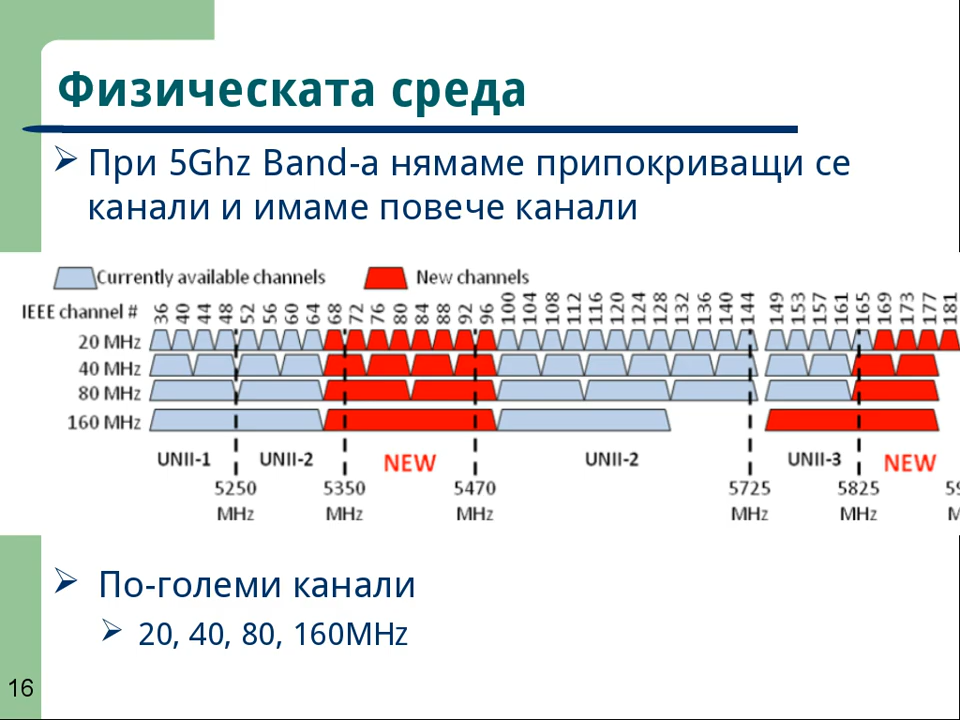 Физическата среда
При 5Ghz Band-а нямаме припокриващи се
канали и имаме повече канали
Currently available channels New channels
IEEE channel # 36 40 44 48 52 56 60 64 68 72 76 80 84 88 92 96 100 104 108 112 116 120 124 128 132 136 140 144 149 153 157 161 165 169 173 177 181
20 MHz
40 MHz
80 MHz
160 MHz
UNII-1 UNII-2 NEW UNII-2 UNII-3 NEW
5250 5350 5470 5725 5825
MHz MHz MHz MHz MHz
По-големи канали
20, 40, 80, 160MHz
16